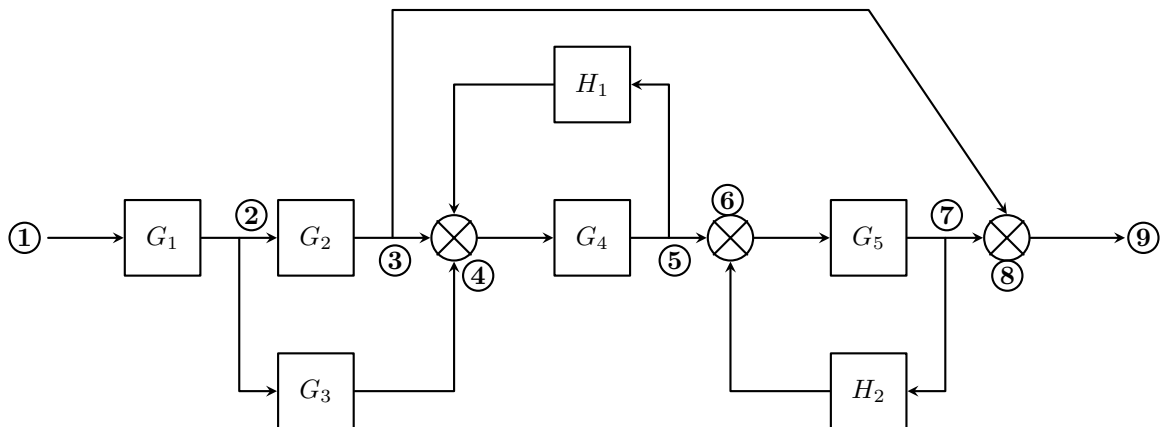 H₁
① G₁ ② G₂ ③ ④ G₄ ⑤ ⑥ G₅ ⑦ ⑧ ⑨
G₃ H₂